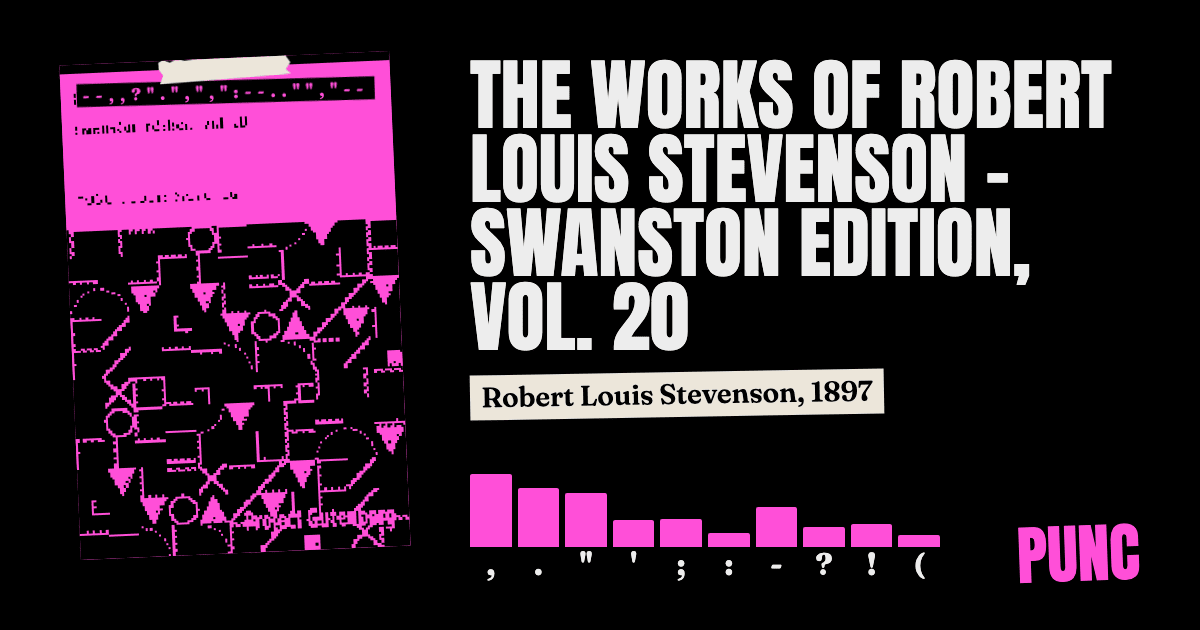 --,,?".",",":--.."","--
THE WORKS OF ROBERT
LOUIS STEVENSON -
SWANSTON EDITION,
VOL. 20
Robert Louis Stevenson, 1897
, . " ' ; : - ? ! (
Project Gutenberg
PUNC